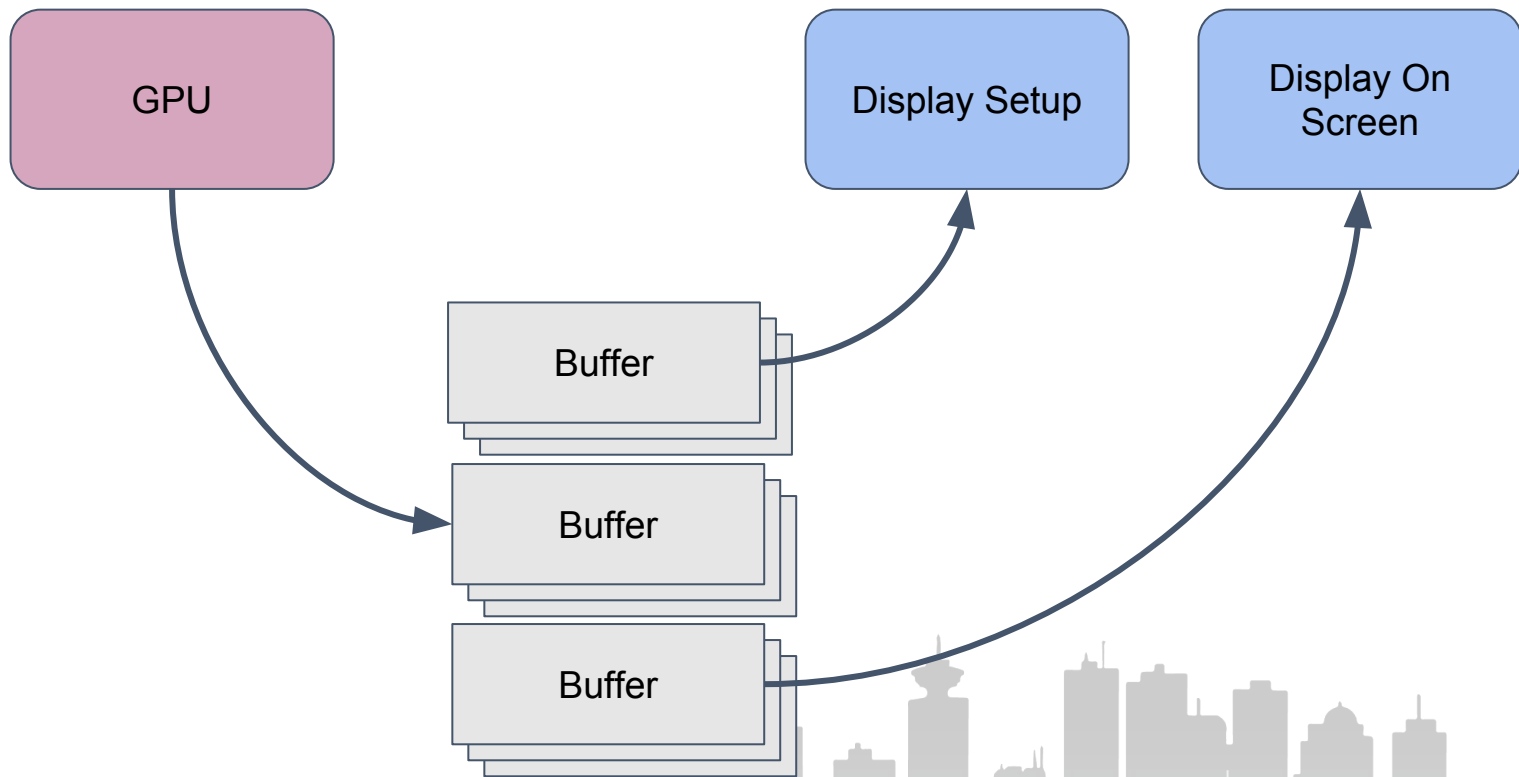 GPU
Display Setup
Display On
Screen
Buffer
Buffer
Buffer